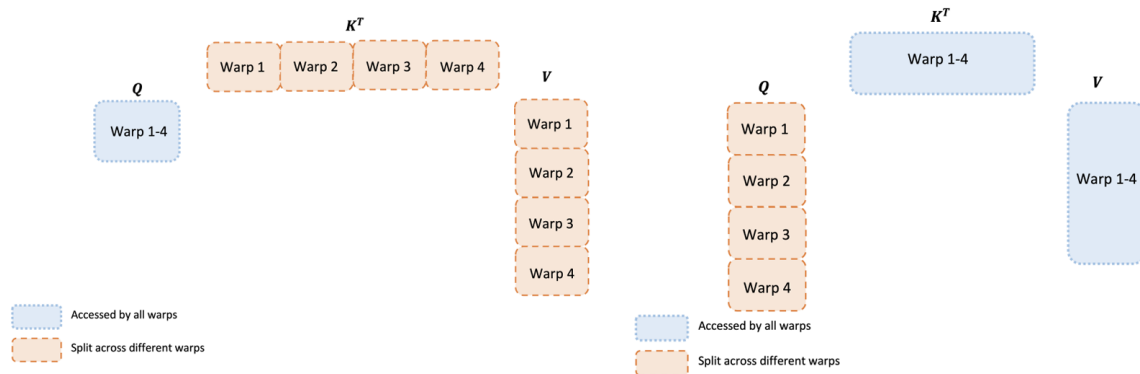 K^T
Warp 1 Warp 2 Warp 3 Warp 4
Q
Warp 1-4
V
Warp 1
Warp 2
Warp 3
Warp 4
Accessed by all warps
Split across different warps
K^T
Warp 1-4
Q
Warp 1
Warp 2
Warp 3
Warp 4
V
Warp 1-4
Accessed by all warps
Split across different warps